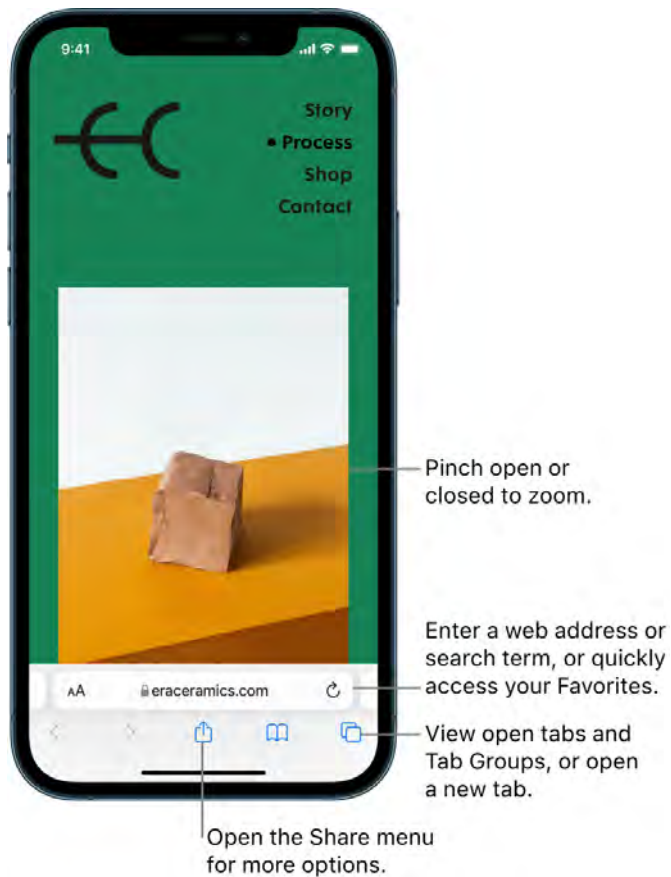 9:41
Story
• Process
Shop
Contact
Pinch open or
closed to zoom.
Enter a web address or
search term, or quickly
access your Favorites.
AA eraceramics.com
View open tabs and
Tab Groups, or open
a new tab.
Open the Share menu
for more options.